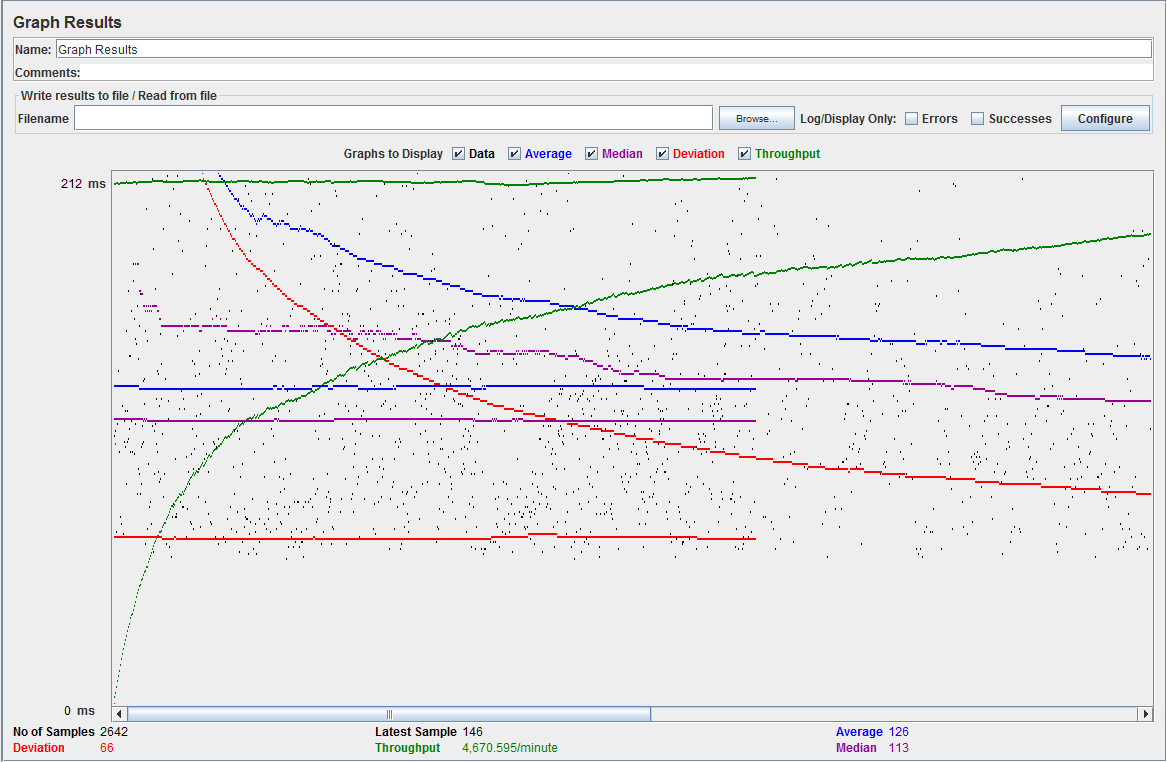 Graph Results
Name: Graph Results
Comments:
Write results to file / Read from file
Filename Browse... Log/Display Only: Errors Successes Configure
Graphs to Display Data Average Median Deviation Throughput
212 ms
0 ms
No of Samples 2642 Latest Sample 146 Average 126
Deviation 66 Throughput 4,670.595/minute Median 113